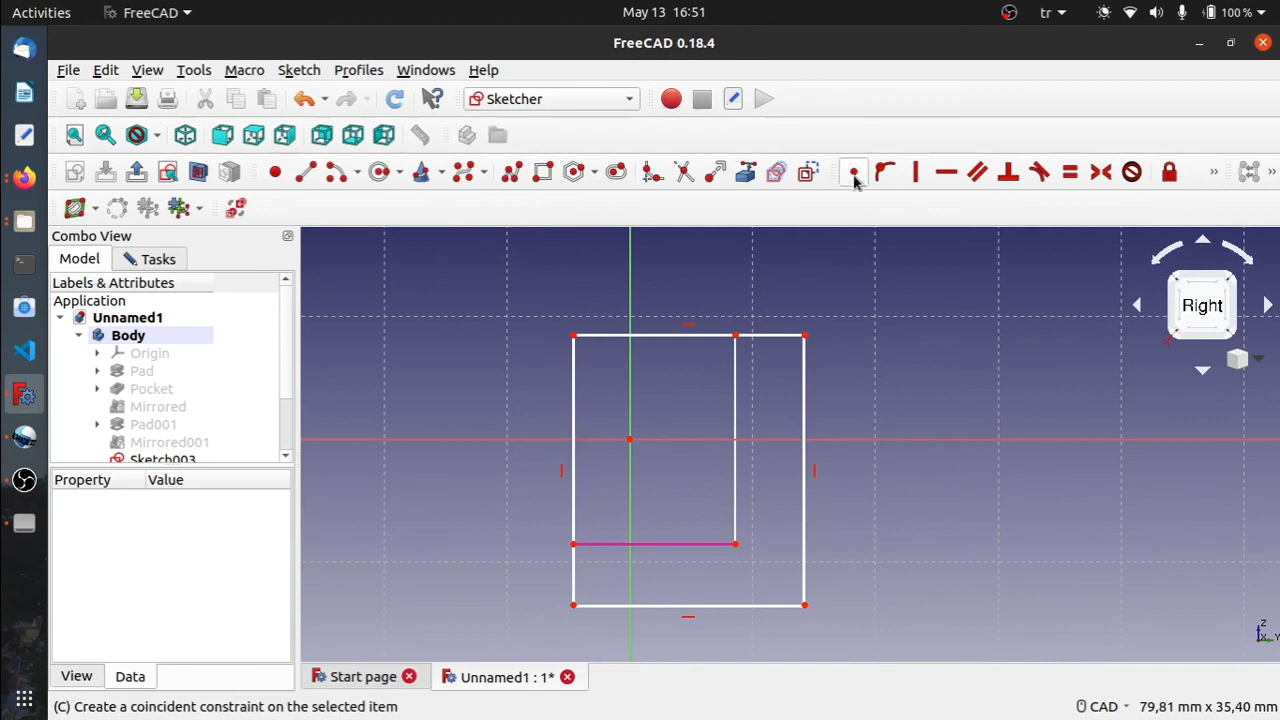 Activities FreeCAD May 13 16:51 tr 100 %
FreeCAD 0.18.4
File Edit View Tools Macro Sketch Profiles Windows Help
Sketcher
Combo View
Model Tasks
Labels & Attributes
Application
Unnamed1
Body
Origin
Pad
Pocket
Mirrored
Pad001
Mirrored001
Sketch003
Property Value
View Data
Right
Z
X Y
Start page Unnamed1 : 1*
(C) Create a coincident constraint on the selected item CAD 79,81 mm x 35,40 mm